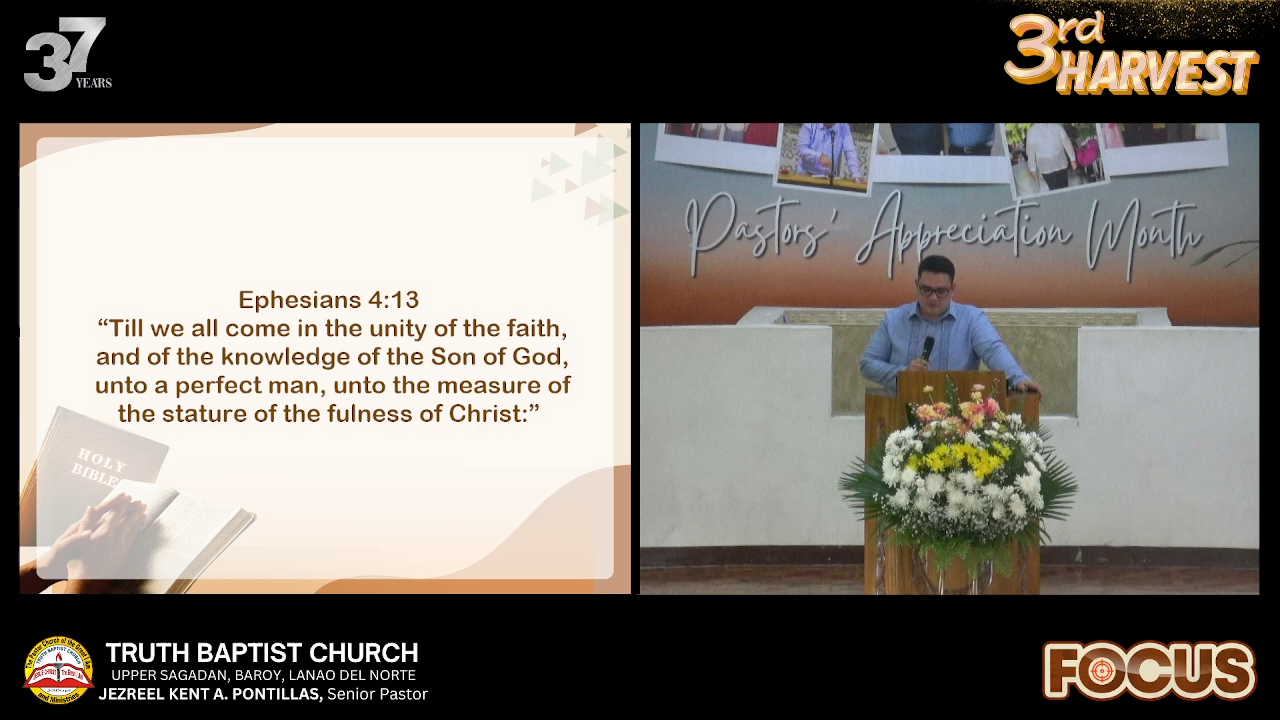 37
YEARS
3rd
HARVEST
Ephesians 4:13
“Till we all come in the unity of the faith,
and of the knowledge of the Son of God,
unto a perfect man, unto the measure of
the stature of the fulness of Christ:”
HOLY
BIBLE
Pastors' Appreciation Month
TRUTH BAPTIST CHURCH
UPPER SAGADAN, BAROY, LANAO DEL NORTE
JEZREEL KENT A. PONTILLAS, Senior Pastor
FOCUS